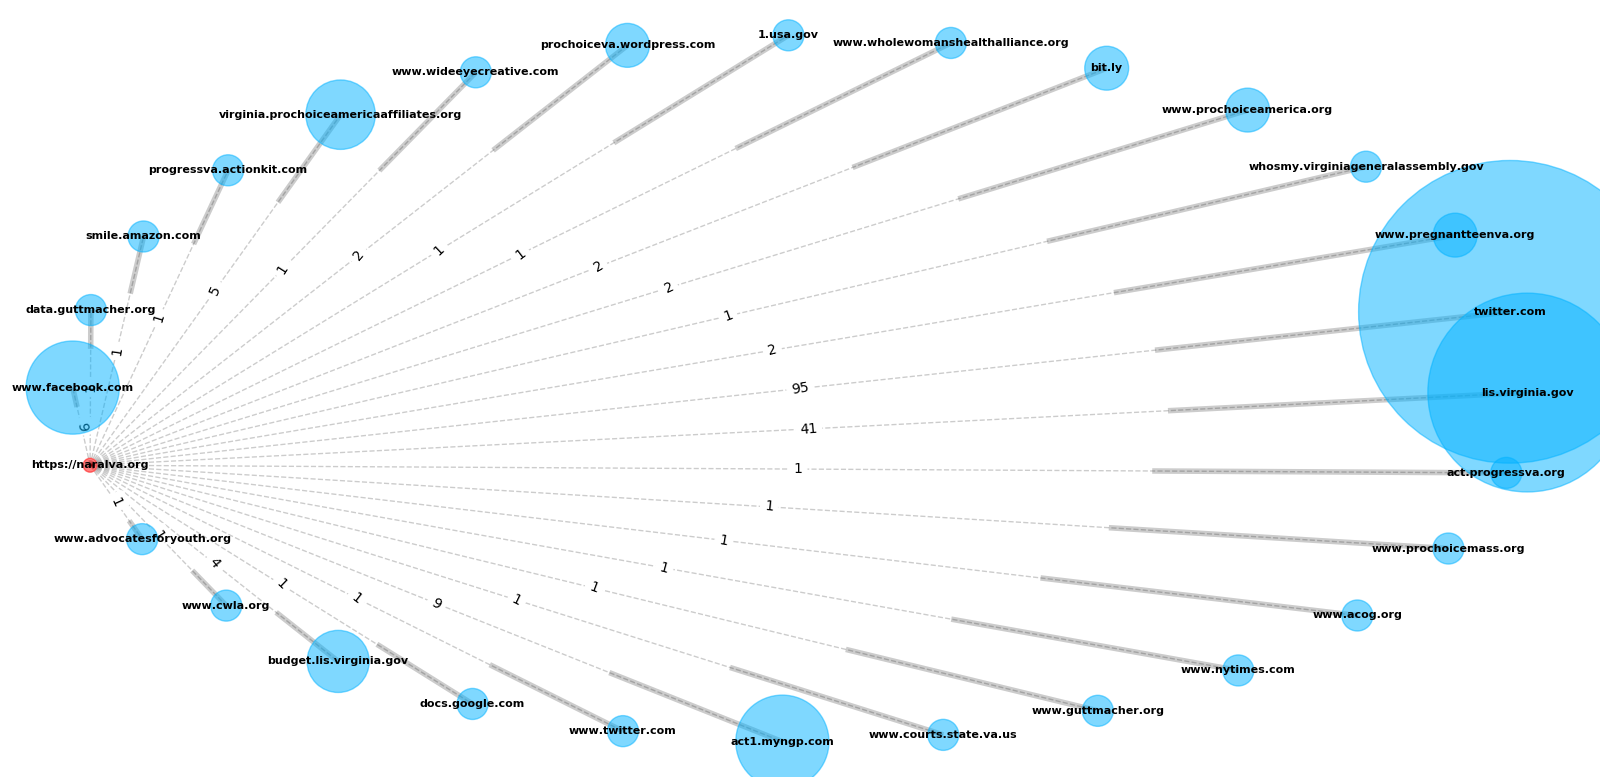 1.usa.gov
www.wholewomanshealthalliance.org
prochoiceva.wordpress.com
bit.ly
www.wideeyecreative.com
www.prochoiceamerica.org
virginia.prochoiceamericaaffiliates.org
whosmy.virginiageneralassembly.gov
progressva.actionkit.com
www.pregnantteenva.org
smile.amazon.com
1
2
1
1
2
1
5
2
data.guttmacher.org
twitter.com
1
1
1
2
www.facebook.com
95
lis.virginia.gov
9
41
https://naralva.org
1
act.progressva.org
1
1
www.advocatesforyouth.org
1
1
www.prochoicemass.org
4
1
1
1
1
9
1
www.cwla.org
www.acog.org
budget.lis.virginia.gov
www.nytimes.com
docs.google.com
www.guttmacher.org
www.twitter.com
www.courts.state.va.us
act1.myngp.com